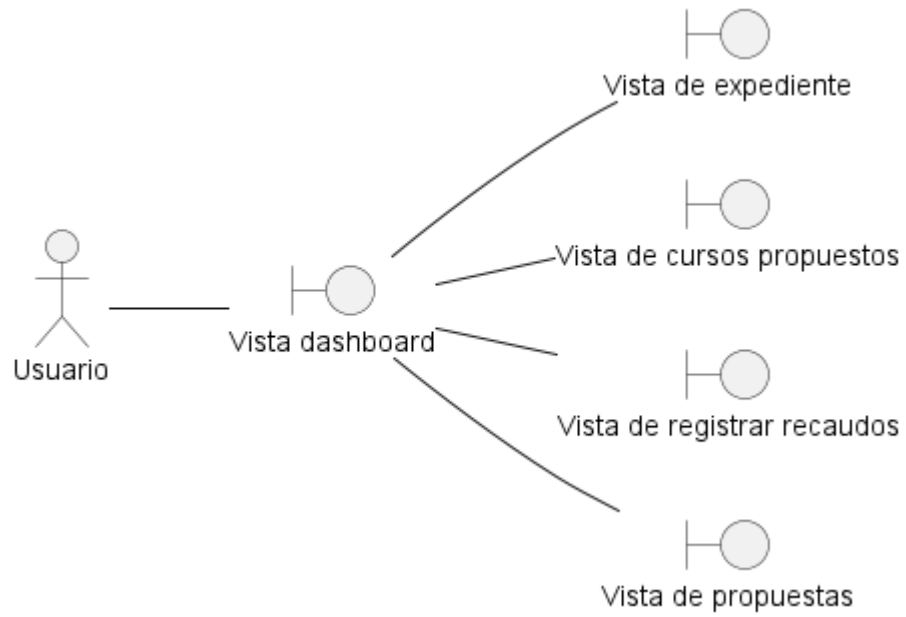 Vista de expediente
Vista de cursos propuestos
Usuario
Vista dashboard
Vista de registrar recaudos
Vista de propuestas